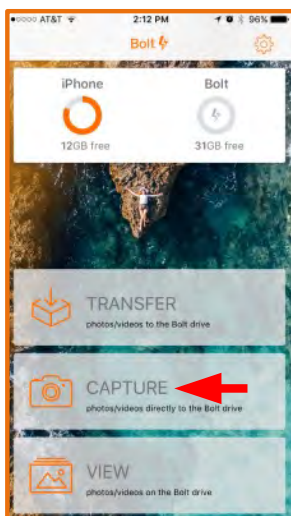 AT&T 2:12 PM 96%
Bolt
iPhone Bolt
12GB free 31GB free
TRANSFER
photos/videos to the Bolt drive
CAPTURE
photos/videos directly to the Bolt drive
VIEW
photos/videos on the Bolt drive